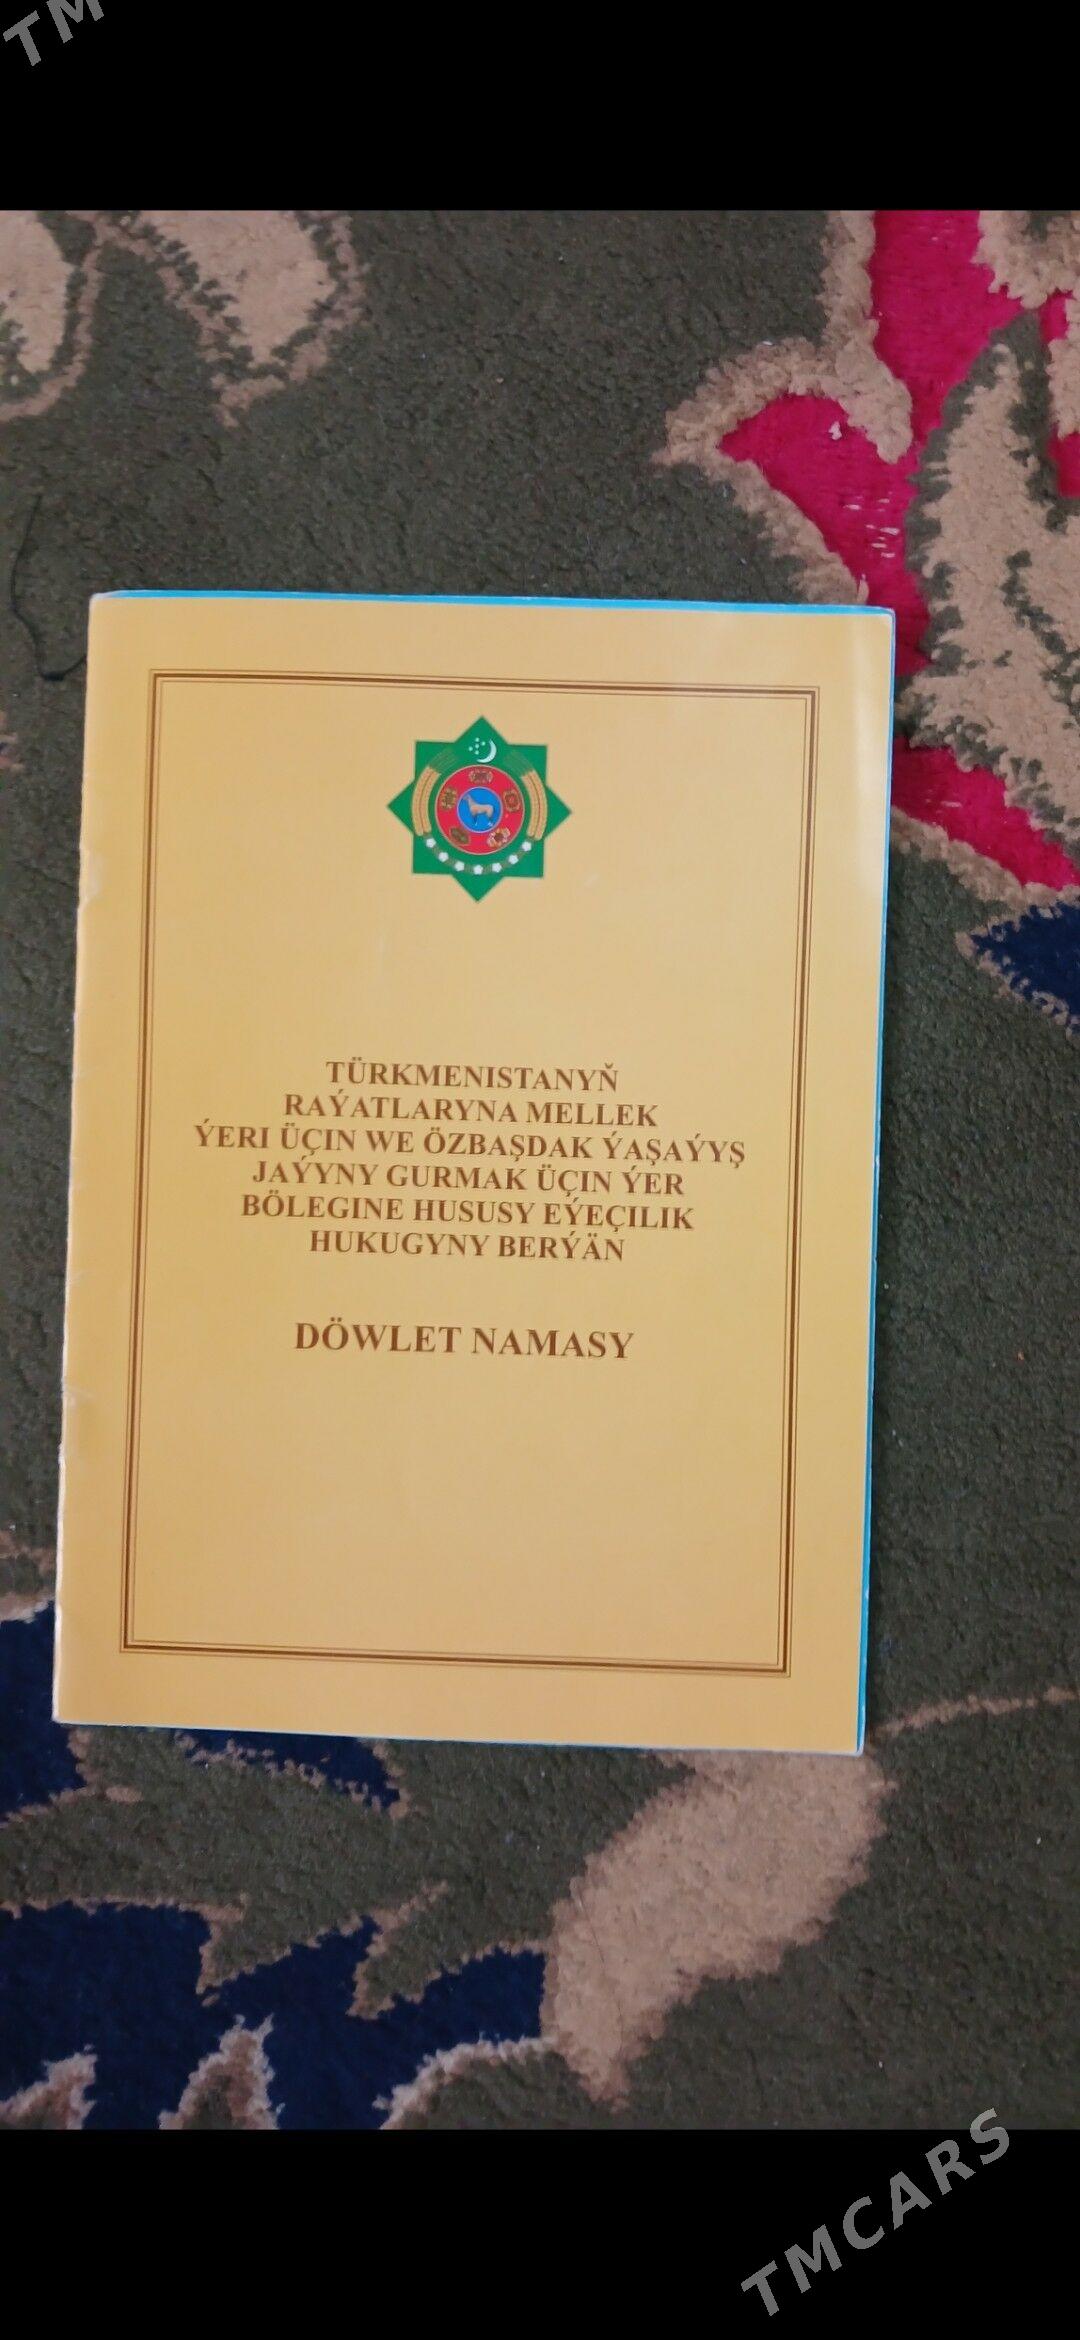 TM
TÜRKMENISTANYŇ
RAÝATLARYNA MELLEK
ÝERI ÜÇIN WE ÖZBAŞDAK ÝAŞAÝYŞ
JAÝYNY GURMAK ÜÇIN ÝER
BÖLEGINE HUSUSY EÝEÇILIK
HUKUGYNY BERÝÄN
DÖWLET NAMASY
TMCARS